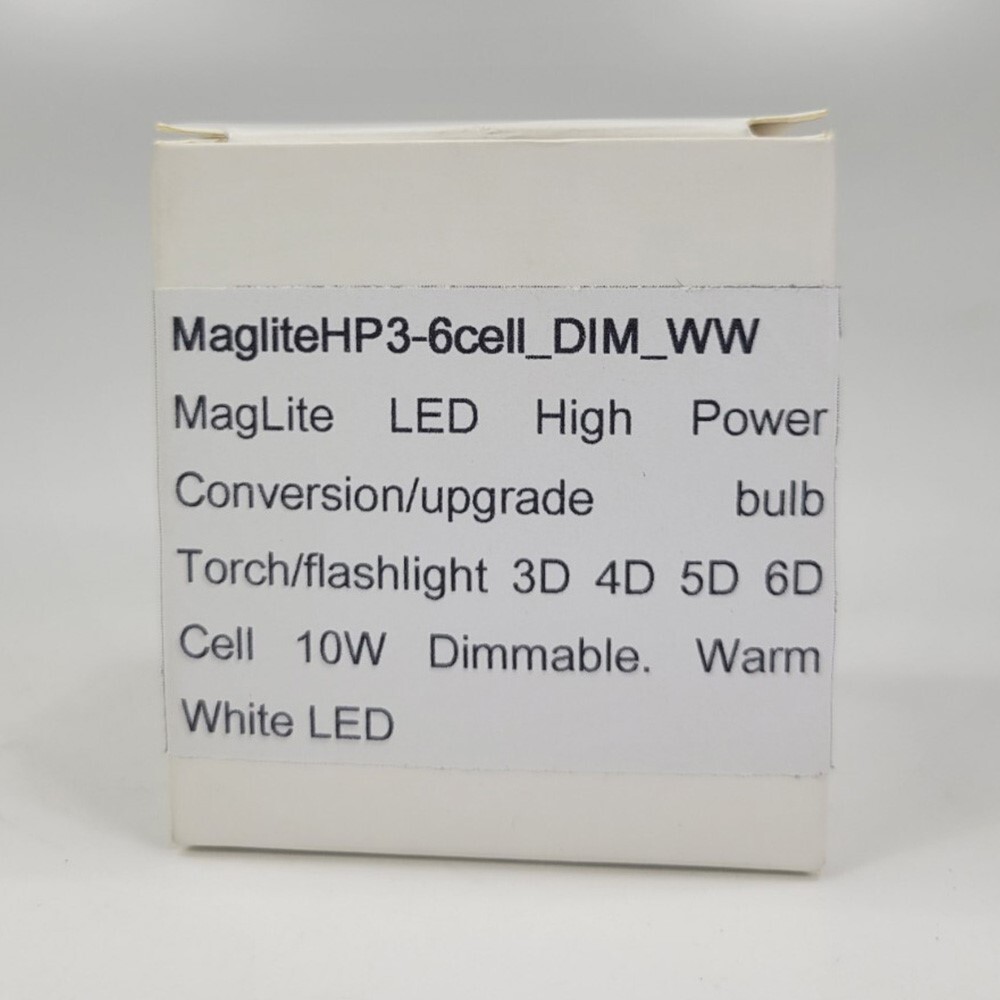 MagliteHP3-6cell_DIM_WW
MagLite LED High Power
Conversion/upgrade bulb
Torch/flashlight 3D 4D 5D 6D
Cell 10W Dimmable. Warm
White LED